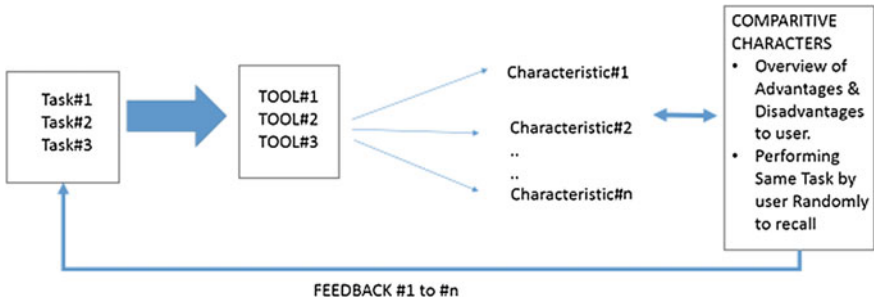 Task#1
Task#2
Task#3
TOOL#1
TOOL#2
TOOL#3
Characteristic#1
Characteristic#2
..
..
Characteristic#n
COMPARITIVE
CHARACTERS
• Overview of
Advantages &
Disadvantages
to user.
• Performing
Same Task by
user Randomly
to recall
FEEDBACK #1 to #n